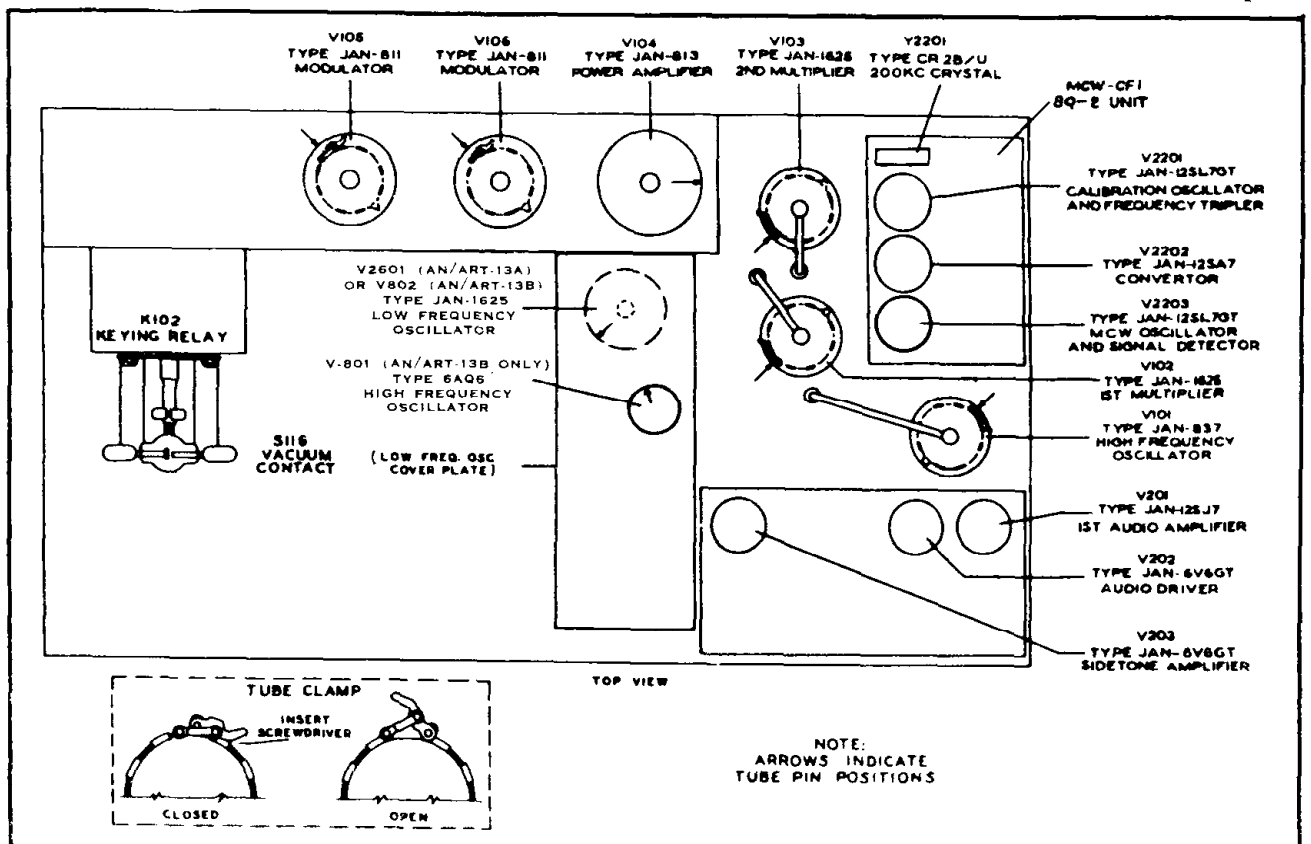 V105
TYPE JAN-811
MODULATOR
V106
TYPE JAN-811
MODULATOR
V104
TYPE JAN-813
POWER AMPLIFIER
V103
TYPE JAN-1625
2ND MULTIPLIER
Y2201
TYPE CR 2B/U
200KC CRYSTAL
MCW-CFI
8Q-2 UNIT
V2201
TYPE JAN-12SL7GT
CALIBRATION OSCILLATOR
AND FREQUENCY TRIPLER
V2202
TYPE JAN-12SA7
CONVERTOR
V2203
TYPE JAN-12SL7GT
MCW OSCILLATOR
AND SIGNAL DETECTOR
V102
TYPE JAN-1625
1ST MULTIPLIER
V101
TYPE JAN-837
HIGH FREQUENCY
OSCILLATOR
V201
TYPE JAN-12SJ7
1ST AUDIO AMPLIFIER
V202
TYPE JAN-6V6GT
AUDIO DRIVER
V203
TYPE JAN-6V6GT
SIDETONE AMPLIFIER
V2601 (AN/ART-13A)
OR V802 (AN/ART-13B)
TYPE JAN-1625
LOW FREQUENCY
OSCILLATOR
V-801 (AN/ART-13B ONLY)
TYPE 6AQ6
HIGH FREQUENCY
OSCILLATOR
(LOW FREQ. OSC
COVER PLATE)
K102
KEYING RELAY
S116
VACUUM
CONTACT
TOP VIEW
TUBE CLAMP
INSERT
SCREWDRIVER
CLOSED
OPEN
NOTE:
ARROWS INDICATE
TUBE PIN POSITIONS